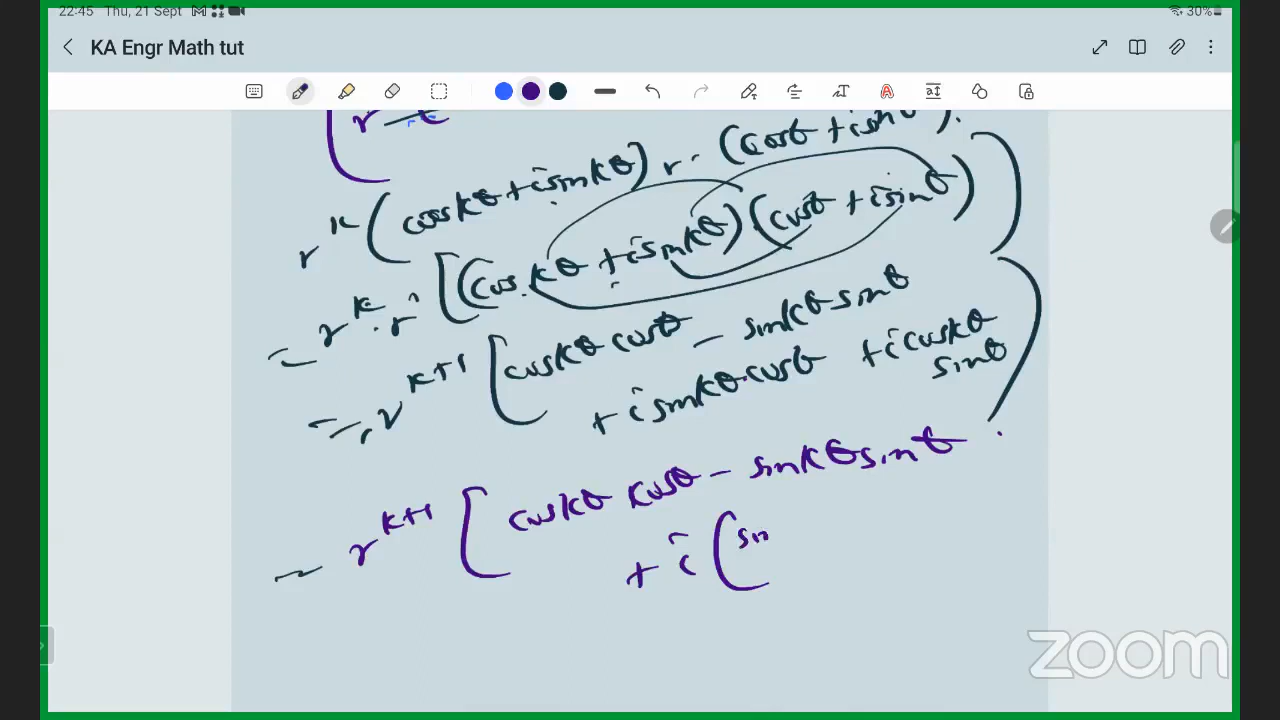 22:45 Thu, 21 Sept
30%
KA Engr Math tut
r
r^k (cos kθ + i sin kθ) r · (cos θ + i sin θ).
= r^k · r [(cos kθ + i sin kθ)(cos θ + i sin θ)
= r^{k+1} [cos kθ cos θ − sin kθ sin θ
+ i sin kθ cos θ + i cos kθ
sin θ
= r^{k+1} [cos kθ cos θ − sin kθ sin θ
+ i (sin
zoom